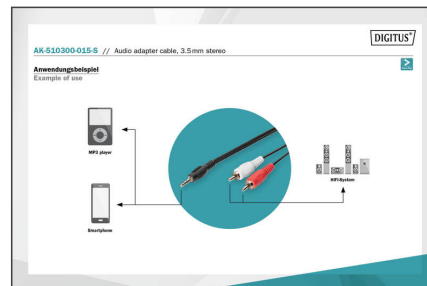 DIGITUS®
AK-510300-015-S // Audio adapter cable, 3.5 mm stereo
Anwendungsbeispiel
Example of use
MP3 player
HiFi-System
Smartphone